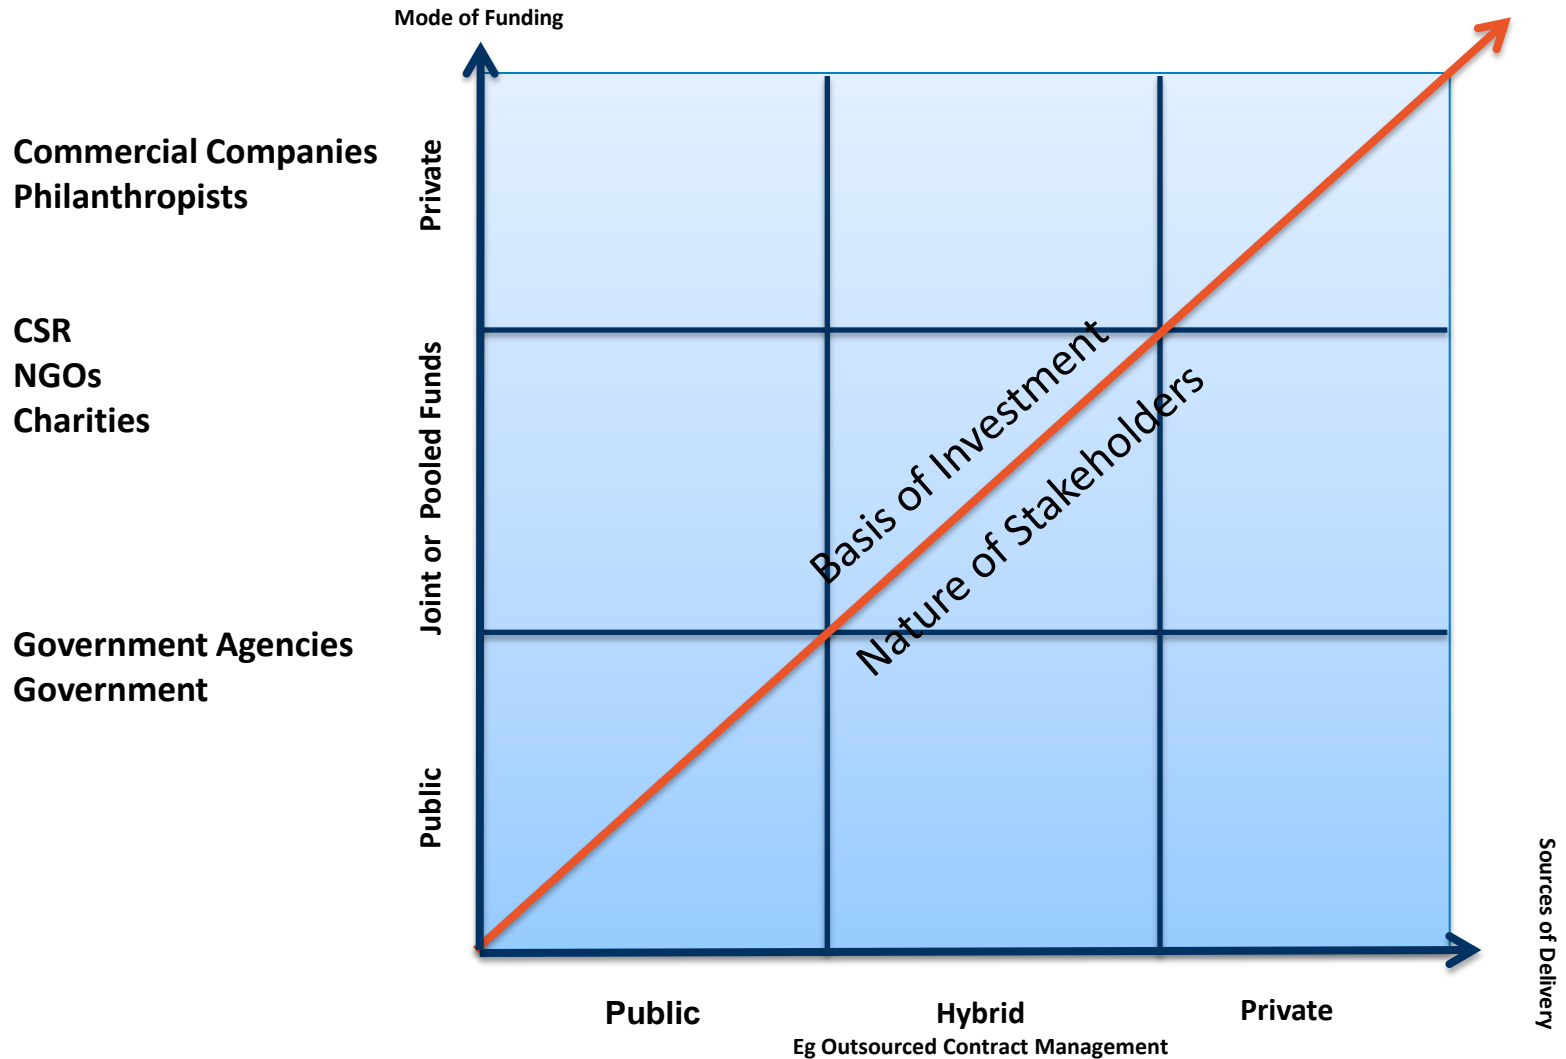 Mode of Funding
Commercial Companies
Philanthropists
Private
CSR
NGOs
Charities
Joint or Pooled Funds
Basis of Investment
Nature of Stakeholders
Government Agencies
Government
Public
Sources of Delivery
Public
Hybrid
Private
Eg Outsourced Contract Management